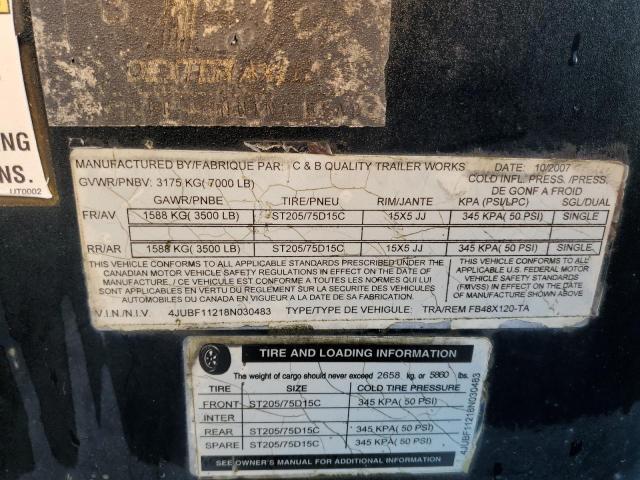 NG
NS.
UT0002
MANUFACTURED BY/FABRIQUE PAR: C & B QUALITY TRAILER WORKS DATE: 10/2007
GVWR/PNBV: 3175 KG( 7000 LB) COLD INFL. PRESS. /PRESS. DE GONF A FROID
GAWR/PNBE TIRE/PNEU RIM/JANTE KPA (PSI/LPC) SGL/DUAL
FR/AV 1588 KG( 3500 LB) ST205/75D15C 15X5 JJ 345 KPA( 50 PSI) SINGLE
RR/AR 1588 KG( 3500 LB) ST205/75D15C 15X5 JJ 345 KPA( 50 PSI) SINGLE
THIS VEHICLE CONFORMS TO ALL APPLICABLE STANDARDS PRESCRIBED UNDER THE
CANADIAN MOTOR VEHICLE SAFETY REGULATIONS IN EFFECT ON THE DATE OF
MANUFACTURE. / CE VEHICULE EST CONFORME A TOUTES LES NORMES QUI LUI SONT
APPLICABLES EN VERTU DU REGLEMENT SUR LA SECURITE DES VEHICULES
AUTOMOBILES DU CANADA EN VIGUEUR A LA DATE DE SA FABRICATION.
THIS VEHICLE CONFORMS TO ALL
APPLICABLE U.S. FEDERAL MOTOR
VEHICLE SAFETY STANDARDS
(FMVSS) IN EFFECT ON THE DATE
OF MANUFACTURE SHOWN ABOVE
V.I.N./N.I.V. 4JUBF11218N030483 TYPE/TYPE DE VEHIGULE: TRA/REM FB48X120-TA
TIRE AND LOADING INFORMATION
The weight of cargo should never exceed 2658 kg. or 5860 lbs.
TIRE SIZE COLD TIRE PRESSURE
FRONT ST205/75D15C 345 KPA( 50 PSI)
INTER
REAR ST205/75D15C 345 KPA( 50 PSI)
SPARE ST205/75D15C 345 KPA( 50 PSI)
SEE OWNER'S MANUAL FOR ADDITIONAL INFORMATION
4JUBF11218N030483